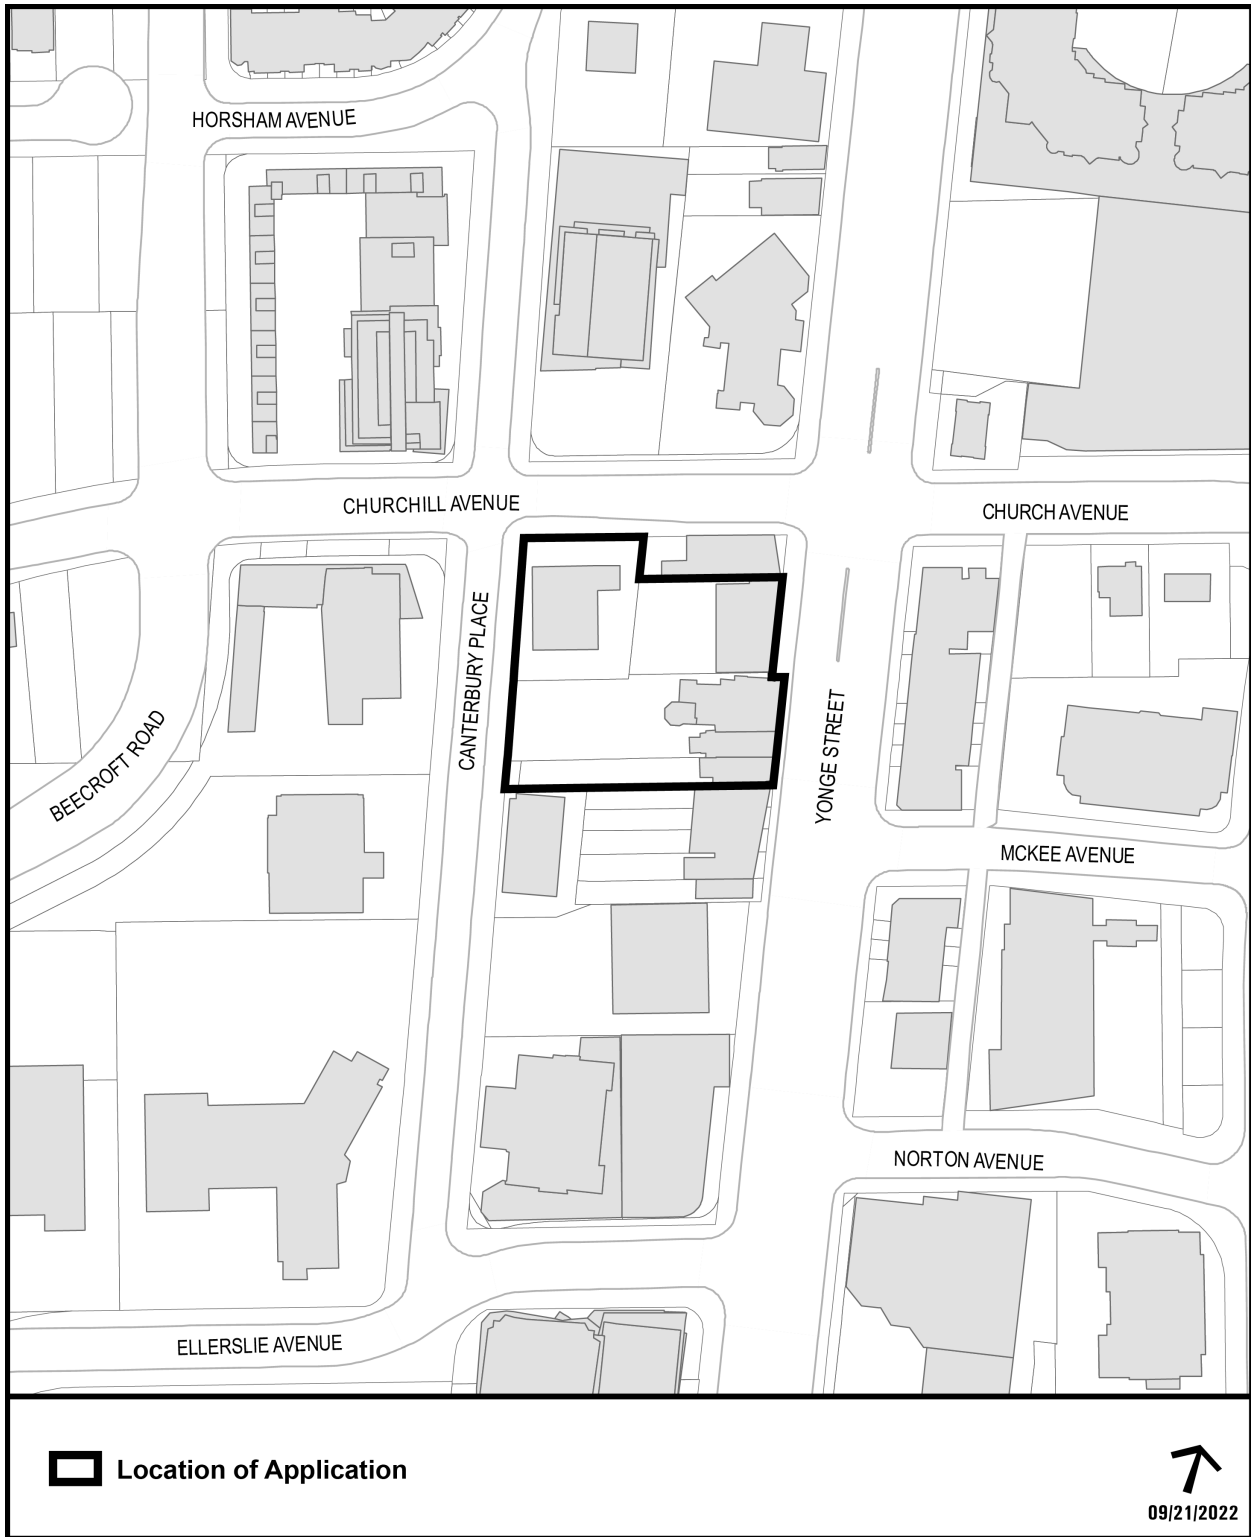 HORSHAM AVENUE
CHURCHILL AVENUE
CHURCH AVENUE
CANTERBURY PLACE
YONGE STREET
BEECROFT ROAD
MCKEE AVENUE
NORTON AVENUE
ELLERSLIE AVENUE
Location of Application
09/21/2022